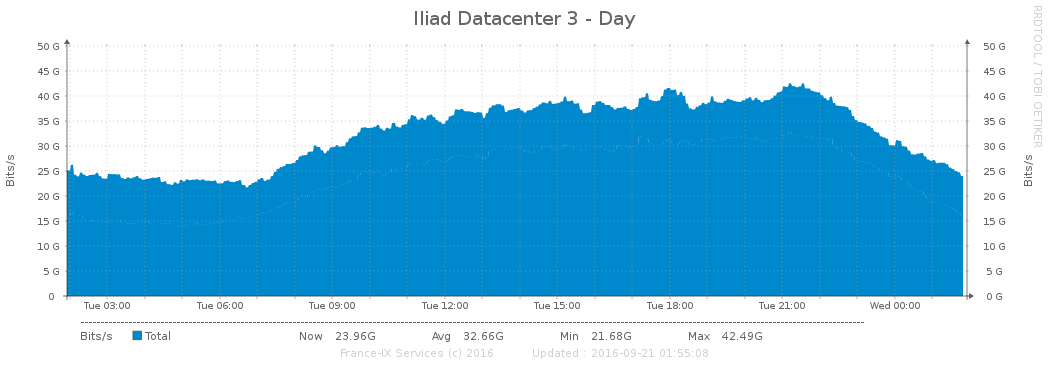 Iliad Datacenter 3 - Day
RRDTOOL / TOBI OETIKER
50 G 50 G
45 G 45 G
40 G 40 G
35 G 35 G
30 G 30 G
25 G 25 G
20 G 20 G
15 G 15 G
10 G 10 G
5 G 5 G
0 0 G
Bits/s Bits/s
Tue 03:00 Tue 06:00 Tue 09:00 Tue 12:00 Tue 15:00 Tue 18:00 Tue 21:00 Wed 00:00
Bits/s Total Now 23.96G Avg 32.66G Min 21.68G Max 42.49G
France-IX Services (c) 2016 Updated : 2016-09-21 01:55:08